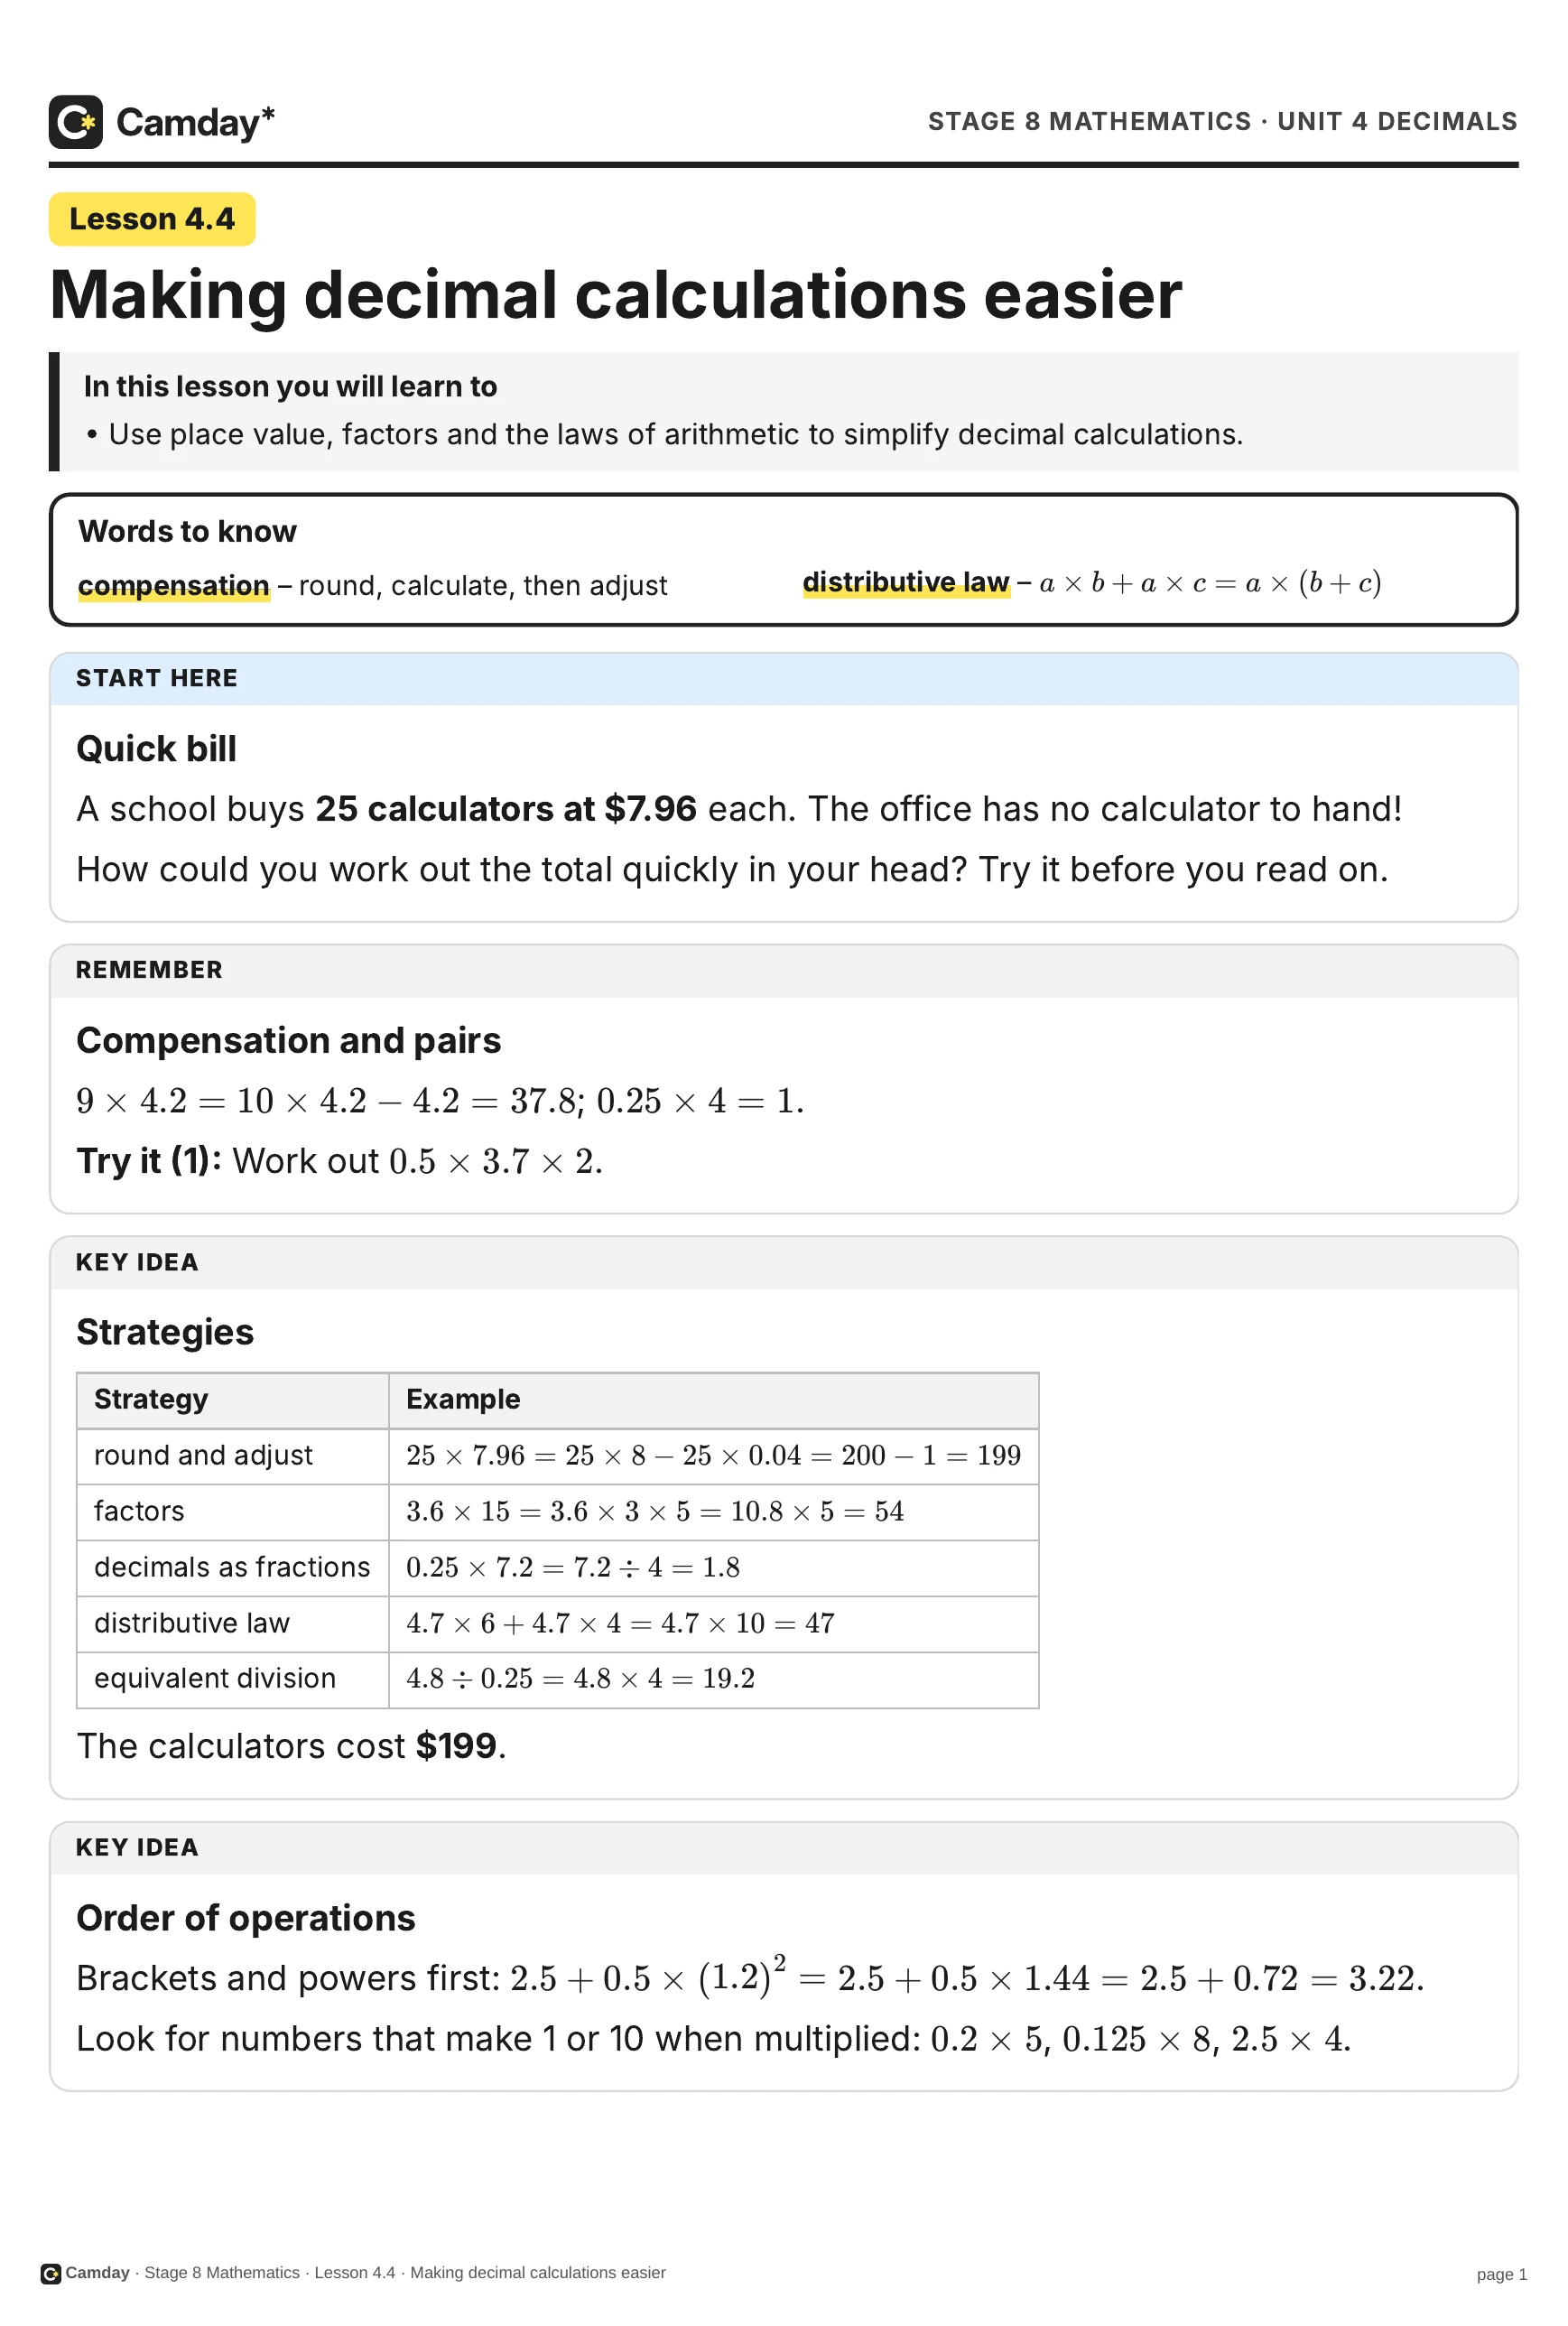 Camday*
STAGE 8 MATHEMATICS · UNIT 4 DECIMALS
Lesson 4.4
Making decimal calculations easier
In this lesson you will learn to
• Use place value, factors and the laws of arithmetic to simplify decimal calculations.
Words to know
compensation – round, calculate, then adjust
distributive law – a × b + a × c = a × (b + c)
START HERE
Quick bill
A school buys 25 calculators at $7.96 each. The office has no calculator to hand!
How could you work out the total quickly in your head? Try it before you read on.
REMEMBER
Compensation and pairs
9 × 4.2 = 10 × 4.2 − 4.2 = 37.8; 0.25 × 4 = 1.
Try it (1): Work out 0.5 × 3.7 × 2.
KEY IDEA
Strategies
Strategy Example
round and adjust 25 × 7.96 = 25 × 8 − 25 × 0.04 = 200 − 1 = 199
factors 3.6 × 15 = 3.6 × 3 × 5 = 10.8 × 5 = 54
decimals as fractions 0.25 × 7.2 = 7.2 ÷ 4 = 1.8
distributive law 4.7 × 6 + 4.7 × 4 = 4.7 × 10 = 47
equivalent division 4.8 ÷ 0.25 = 4.8 × 4 = 19.2
The calculators cost $199.
KEY IDEA
Order of operations
Brackets and powers first: 2.5 + 0.5 × (1.2)² = 2.5 + 0.5 × 1.44 = 2.5 + 0.72 = 3.22.
Look for numbers that make 1 or 10 when multiplied: 0.2 × 5, 0.125 × 8, 2.5 × 4.
Camday · Stage 8 Mathematics · Lesson 4.4 · Making decimal calculations easier
page 1